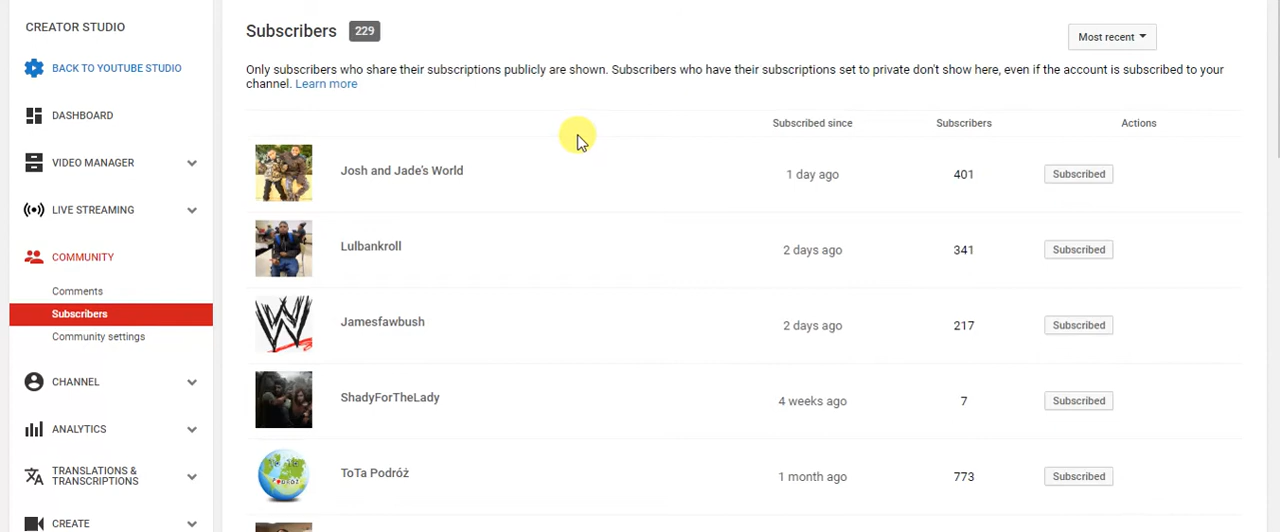 CREATOR STUDIO
BACK TO YOUTUBE STUDIO
DASHBOARD
VIDEO MANAGER
LIVE STREAMING
COMMUNITY
Comments
Subscribers
Community settings
CHANNEL
ANALYTICS
TRANSLATIONS &
TRANSCRIPTIONS
CREATE
Subscribers 229
Most recent
Only subscribers who share their subscriptions publicly are shown. Subscribers who have their subscriptions set to private don't show here, even if the account is subscribed to your
channel. Learn more
Subscribed since Subscribers Actions
Josh and Jade's World 1 day ago 401 Subscribed
Lulbankroll 2 days ago 341 Subscribed
Jamesfawbush 2 days ago 217 Subscribed
ShadyForTheLady 4 weeks ago 7 Subscribed
ToTa Podróż 1 month ago 773 Subscribed